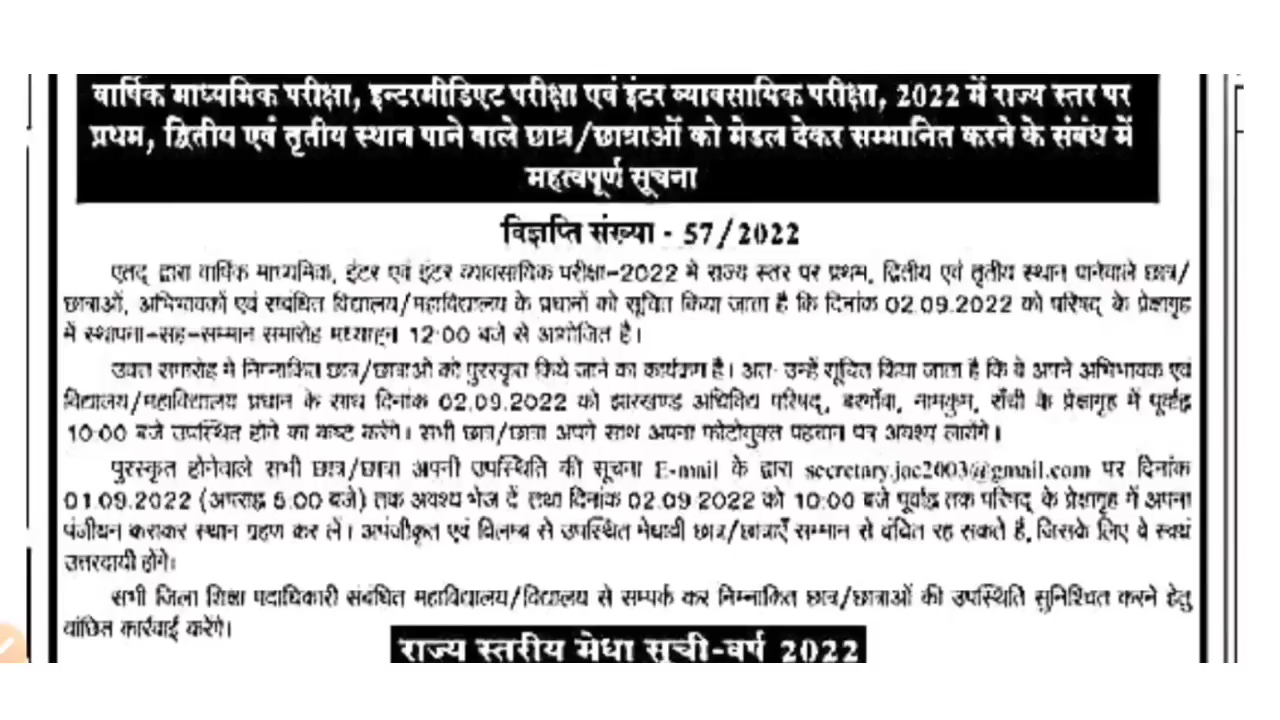 वार्षिक माध्यमिक परीक्षा, इन्टरमीडिएट परीक्षा एवं इंटर व्यावसायिक परीक्षा, 2022 में राज्य स्तर पर
प्रथम, द्वितीय एवं तृतीय स्थान पाने वाले छात्र/छात्राओं को मेडल देकर सम्मानित करने के संबंध में
महत्वपूर्ण सूचना
विज्ञप्ति संख्या - 57/2022
एतद् द्वारा वार्षिक माध्यमिक, इंटर एवं इंटर व्यावसायिक परीक्षा-2022 में राज्य स्तर पर प्रथम, द्वितीय एवं तृतीय स्थान पानेवाले छात्र/
छात्राओं, अभिभावकों एवं संबंधित विद्यालय/महाविद्यालय के प्रधानों को सूचित किया जाता है कि दिनांक 02.09.2022 को परिषद् के प्रेक्षागृह
में स्थापना-सह-सम्मान समारोह मध्याह्न 12:00 बजे से आयोजित है।
उक्त समारोह में निम्नांकित छात्र/छात्राओं को पुरस्कृत किये जाने का कार्यक्रम है। अतः उन्हें सूचित किया जाता है कि वे अपने अभिभावक एवं
विद्यालय/महाविद्यालय प्रधान के साथ दिनांक 02.09.2022 को झारखण्ड अधिविद्य परिषद्, बरगाँवा, नामकुम, राँची के प्रेक्षागृह में पूर्वाह्न
10:00 बजे उपस्थित होने का कष्ट करेंगे। सभी छात्र/छात्रा अपने साथ अपना फोटोयुक्त पहचान पत्र अवश्य लायेंगे।
पुरस्कृत होनेवाले सभी छात्र/छात्रा अपनी उपस्थिति की सूचना E-mail के द्वारा secretary.jac2003@gmail.com पर दिनांक
01.09.2022 (अपराह्न 5:00 बजे) तक अवश्य भेज दें तथा दिनांक 02.09.2022 को 10:00 बजे पूर्वाह्न तक परिषद् के प्रेक्षागृह में अपना
पंजीयन कराकर स्थान ग्रहण कर लें। अपंजीकृत एवं विलम्ब से उपस्थित मेधावी छात्र/छात्राएँ सम्मान से वंचित रह सकते हैं, जिसके लिए वे स्वयं
उत्तरदायी होंगे।
सभी जिला शिक्षा पदाधिकारी संबंधित महाविद्यालय/विद्यालय से सम्पर्क कर निम्नांकित छात्र/छात्राओं की उपस्थिति सुनिश्चित करने हेतु
वांछित कार्रवाई करेंगे।
राज्य स्तरीय मेधा सूची-वर्ष 2022